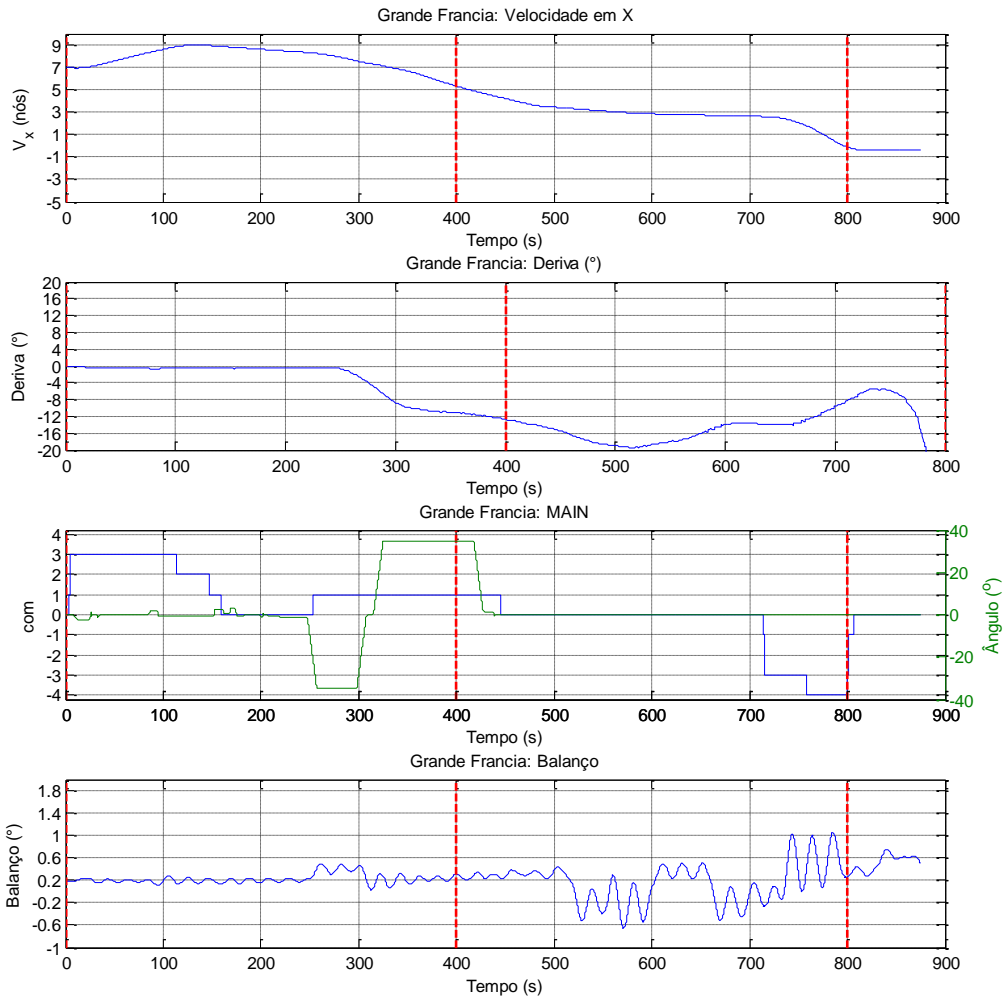 Grande Francia: Velocidade em X
9
7
5
3
1
-1
-3
-5
V_x (nós)
0 100 200 300 400 500 600 700 800 900
Tempo (s)
Grande Francia: Deriva (°)
20
16
12
8
4
0
-4
-8
-12
-16
-20
Deriva (°)
0 100 200 300 400 500 600 700 800
Tempo (s)
Grande Francia: MAIN
4
3
2
1
0
-1
-2
-3
-4
com
40
20
0
-20
-40
Ângulo (º)
0 100 200 300 400 500 600 700 800 900
Tempo (s)
Grande Francia: Balanço
1.8
1.4
1
0.6
0.2
-0.2
-0.6
-1
Balanço (°)
0 100 200 300 400 500 600 700 800 900
Tempo (s)